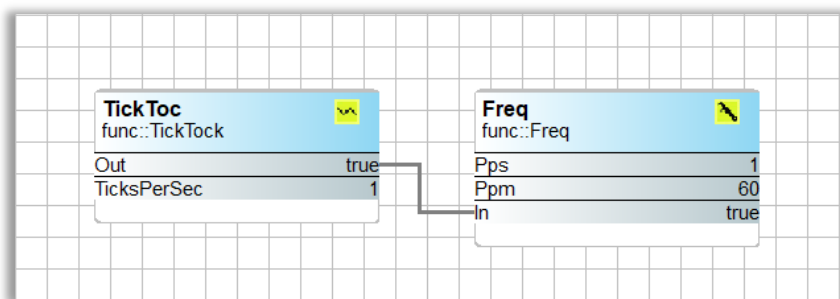 TickToc
func::TickTock
Out true
TicksPerSec 1
Freq
func::Freq
Pps 1
Ppm 60
In true